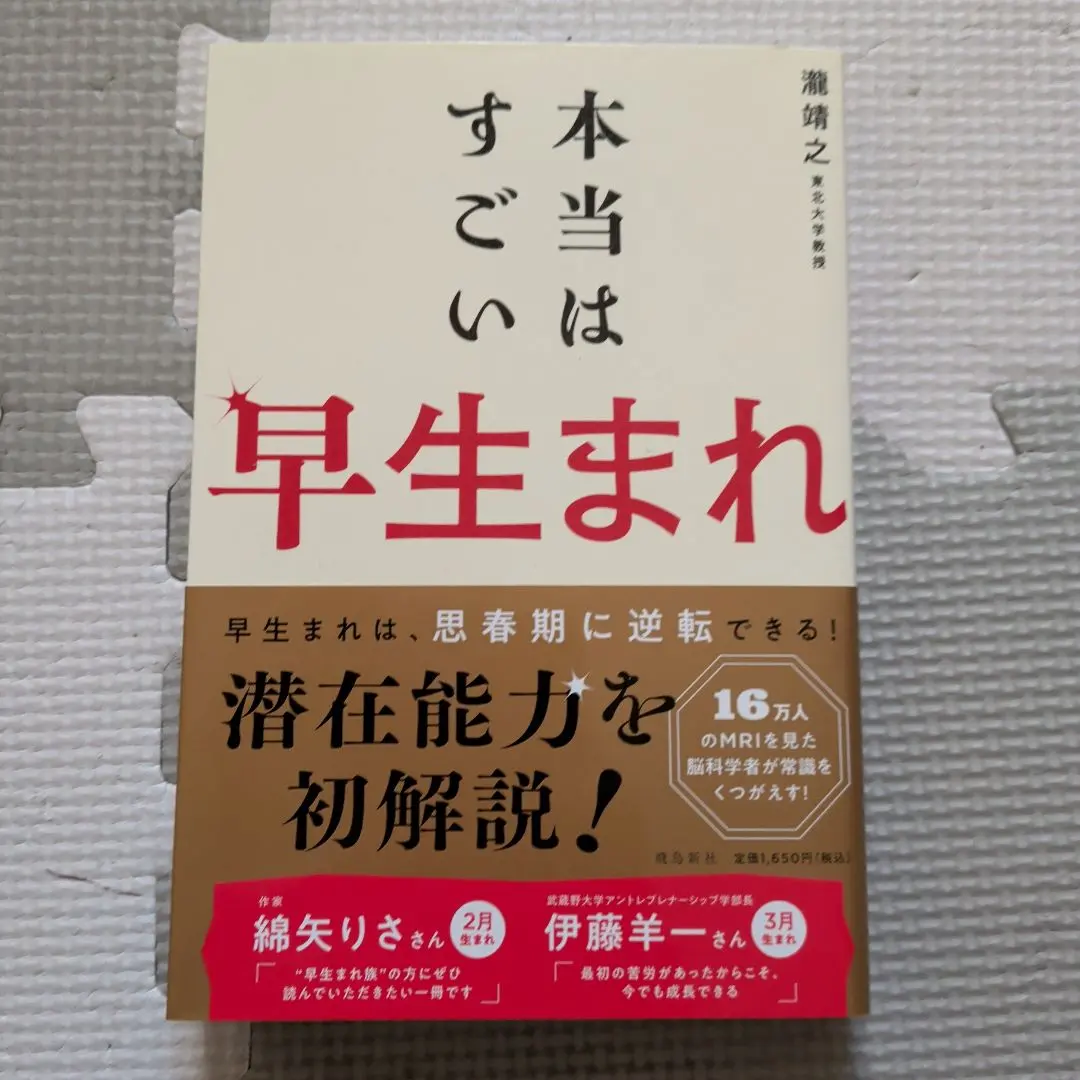 瀧靖之 東北大学教授
本当は
すごい
早生まれ
早生まれは、思春期に逆転できる!
潜在能力を
初解説!
16万人
のMRIを見た
脳科学者が常識を
くつがえす!
飛鳥新社 定価1,650円(税込)
作家
綿矢りささん
2月
生まれ
「“早生まれ族”の方にぜひ
読んでいただきたい一冊です」
武蔵野大学アントレプレナーシップ学部長
伊藤羊一さん
3月
生まれ
「最初の苦労があったからこそ、
今でも成長できる」